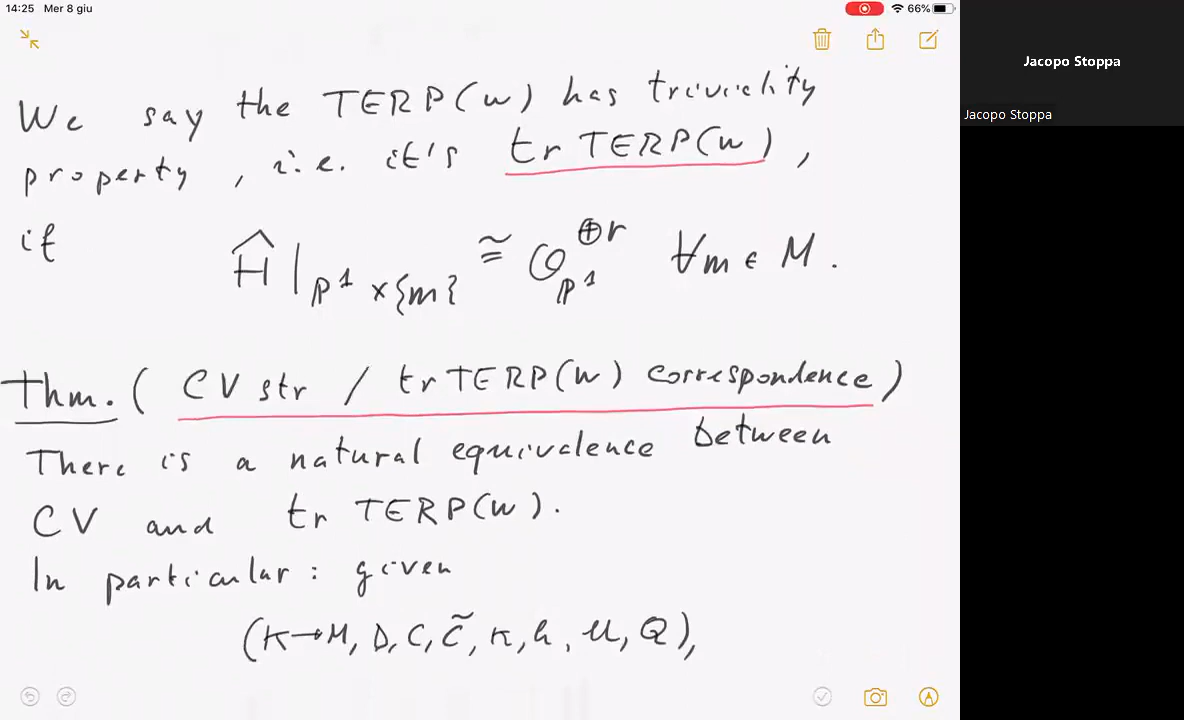 14:25 Mer 8 giu
66%
We say the TERP(w) has triviality
property, i.e. it's tr TERP(w),
if Ĥ|_{P¹ × {m}} ≅ O_{P¹}^{⊕r} ∀m ∈ M.
Thm. (CV str / tr TERP(w) correspondence)
There is a natural equivalence between
CV and tr TERP(w).
In particular: given
(K→M, D, C, C̃, κ, h, U, Q),
Jacopo Stoppa
Jacopo Stoppa